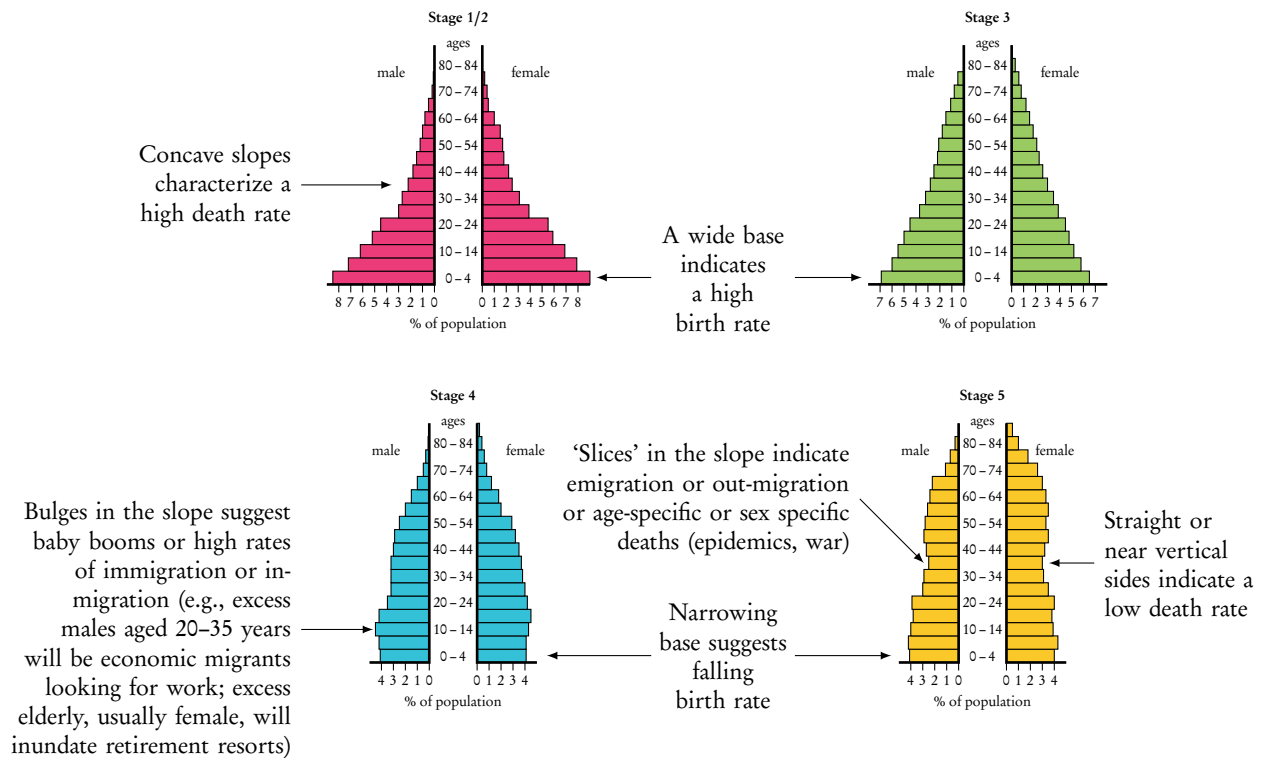 Stage 1/2
ages
male
female
80 – 84
70 – 74
60 – 64
50 – 54
40 – 44
30 – 34
20 – 24
10 – 14
0 – 4
8 7 6 5 4 3 2 1 0
0 1 2 3 4 5 6 7 8
% of population
Concave slopes
characterize a
high death rate
A wide base
indicates
a high
birth rate
Stage 3
ages
male
female
80 – 84
70 – 74
60 – 64
50 – 54
40 – 44
30 – 34
20 – 24
10 – 14
0 – 4
7 6 5 4 3 2 1 0
0 1 2 3 4 5 6 7
% of population
Stage 4
ages
male
female
80 – 84
70 – 74
60 – 64
50 – 54
40 – 44
30 – 34
20 – 24
10 – 14
0 – 4
4 3 2 1 0
0 1 2 3 4
% of population
Bulges in the slope suggest
baby booms or high rates
of immigration or in-
migration (e.g., excess
males aged 20–35 years
will be economic migrants
looking for work; excess
elderly, usually female, will
inundate retirement resorts)
‘Slices’ in the slope indicate
emigration or out-migration
or age-specific or sex specific
deaths (epidemics, war)
Narrowing
base suggests
falling
birth rate
Stage 5
ages
male
female
80 – 84
70 – 74
60 – 64
50 – 54
40 – 44
30 – 34
20 – 24
10 – 14
0 – 4
4 3 2 1 0
0 1 2 3 4
% of population
Straight or
near vertical
sides indicate a
low death rate